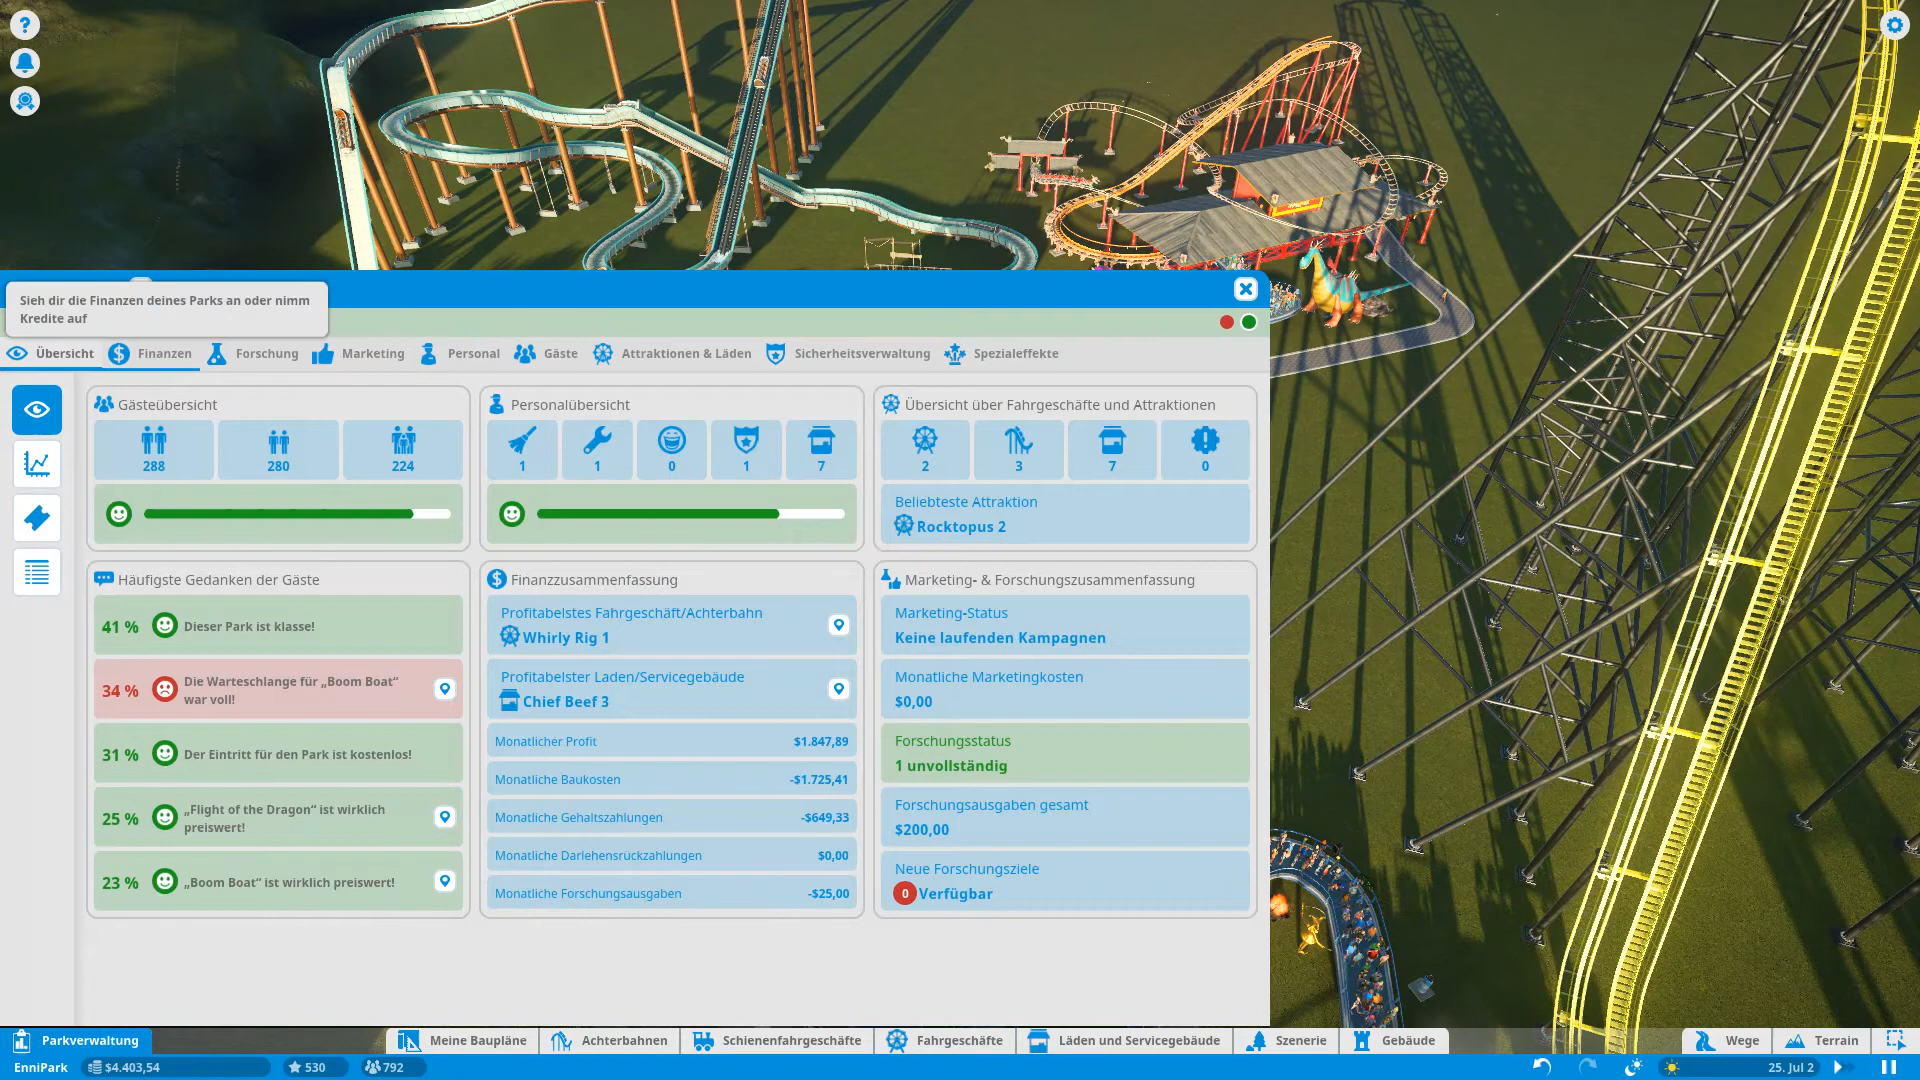 Sieh dir die Finanzen deines Parks an oder nimm
Kredite auf
Übersicht
Finanzen
Forschung
Marketing
Personal
Gäste
Attraktionen & Läden
Sicherheitsverwaltung
Spezialeffekte
Gästeübersicht
288
280
224
Personalübersicht
1
1
0
1
7
Übersicht über Fahrgeschäfte und Attraktionen
2
3
7
0
Beliebteste Attraktion
Rocktopus 2
Häufigste Gedanken der Gäste
41 % Dieser Park ist klasse!
34 % Die Warteschlange für „Boom Boat“
war voll!
31 % Der Eintritt für den Park ist kostenlos!
25 % „Flight of the Dragon“ ist wirklich
preiswert!
23 % „Boom Boat“ ist wirklich preiswert!
Finanzzusammenfassung
Profitabelstes Fahrgeschäft/Achterbahn
Whirly Rig 1
Profitabelster Laden/Servicegebäude
Chief Beef 3
Monatlicher Profit $1.847,89
Monatliche Baukosten -$1.725,41
Monatliche Gehaltszahlungen -$649,33
Monatliche Darlehensrückzahlungen $0,00
Monatliche Forschungsausgaben -$25,00
Marketing- & Forschungszusammenfassung
Marketing-Status
Keine laufenden Kampagnen
Monatliche Marketingkosten
$0,00
Forschungsstatus
1 unvollständig
Forschungsausgaben gesamt
$200,00
Neue Forschungsziele
0 Verfügbar
Parkverwaltung
Meine Baupläne
Achterbahnen
Schienenfahrgeschäfte
Fahrgeschäfte
Läden und Servicegebäude
Szenerie
Gebäude
Wege
Terrain
EnniPark
$4.403,54
530
792
25. Jul 2